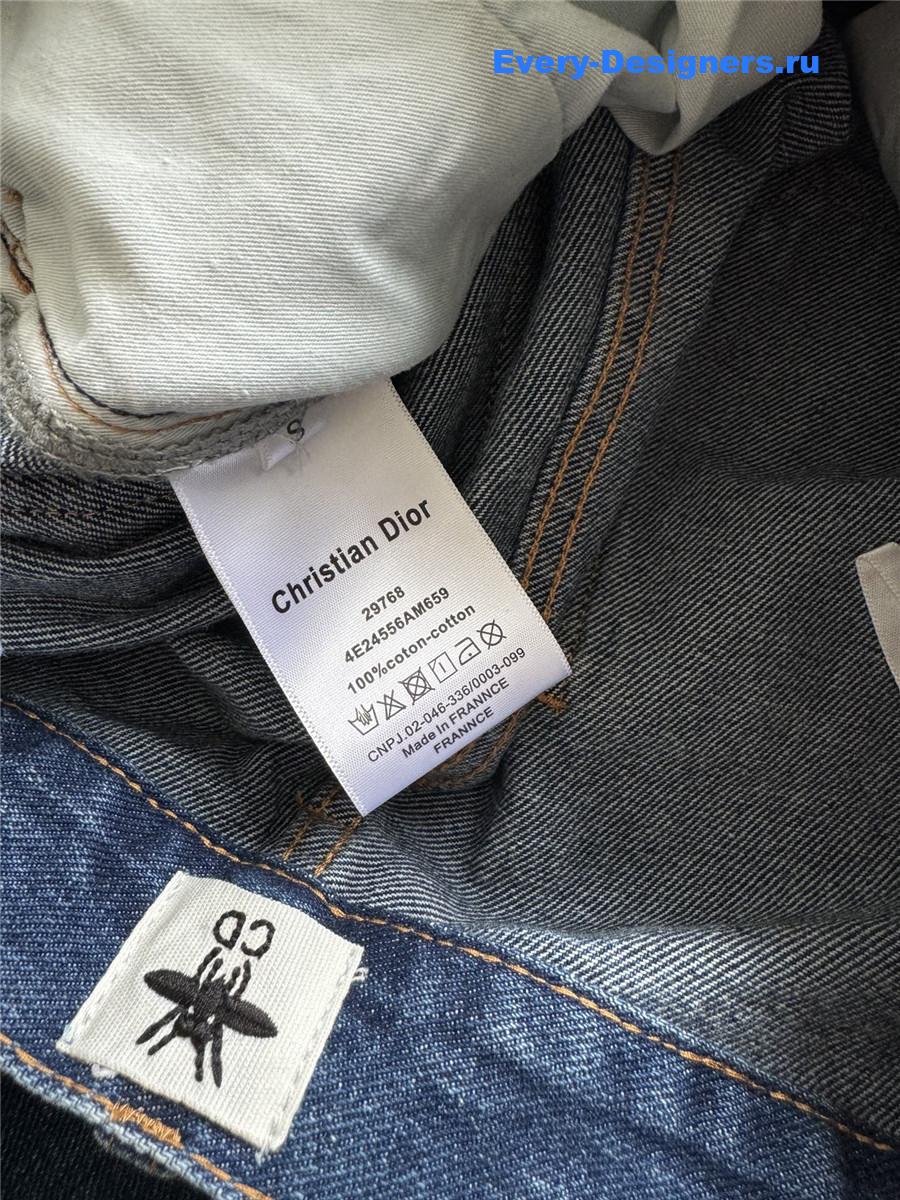 Every-Designers.ru
S
Christian Dior
29768
4E24556AM659
100%coton-cotton
CNPJ.02-046-336/0003-099
Made In FRANNCE
FRANNCE
CD